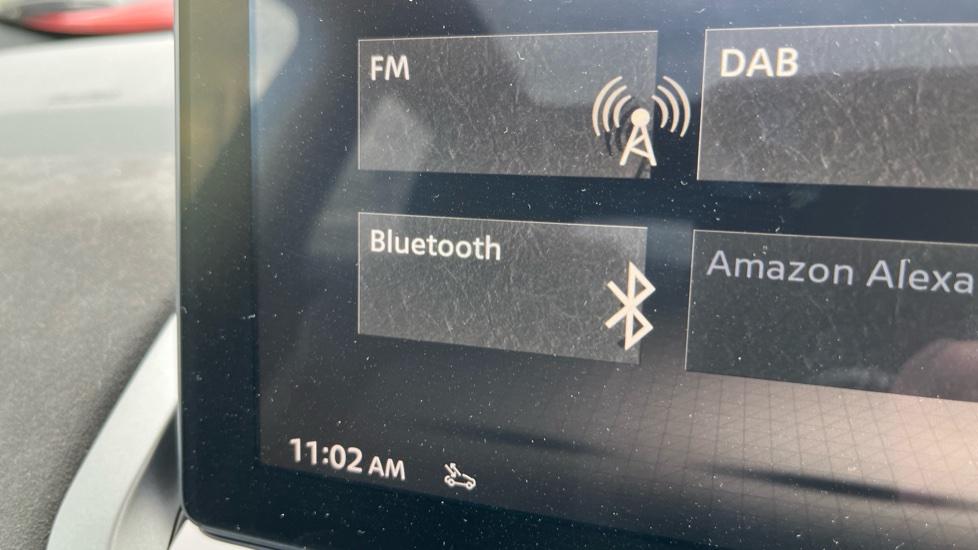 FM
DAB
Bluetooth
Amazon Alexa
11:02 AM